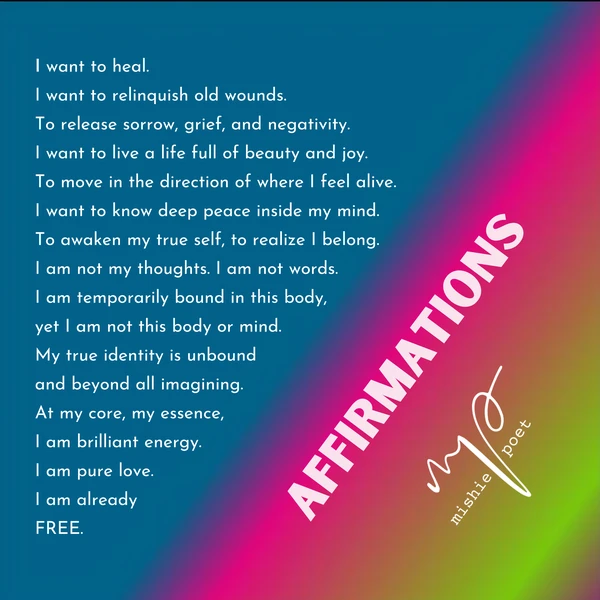 I want to heal.
I want to relinquish old wounds.
To release sorrow, grief, and negativity.
I want to live a life full of beauty and joy.
To move in the direction of where I feel alive.
I want to know deep peace inside my mind.
To awaken my true self, to realize I belong.
I am not my thoughts. I am not words.
I am temporarily bound in this body,
yet I am not this body or mind.
My true identity is unbound
and beyond all imagining.
At my core, my essence,
I am brilliant energy.
I am pure love.
I am already
FREE.
AFFIRMATIONS
mp
mishie poet